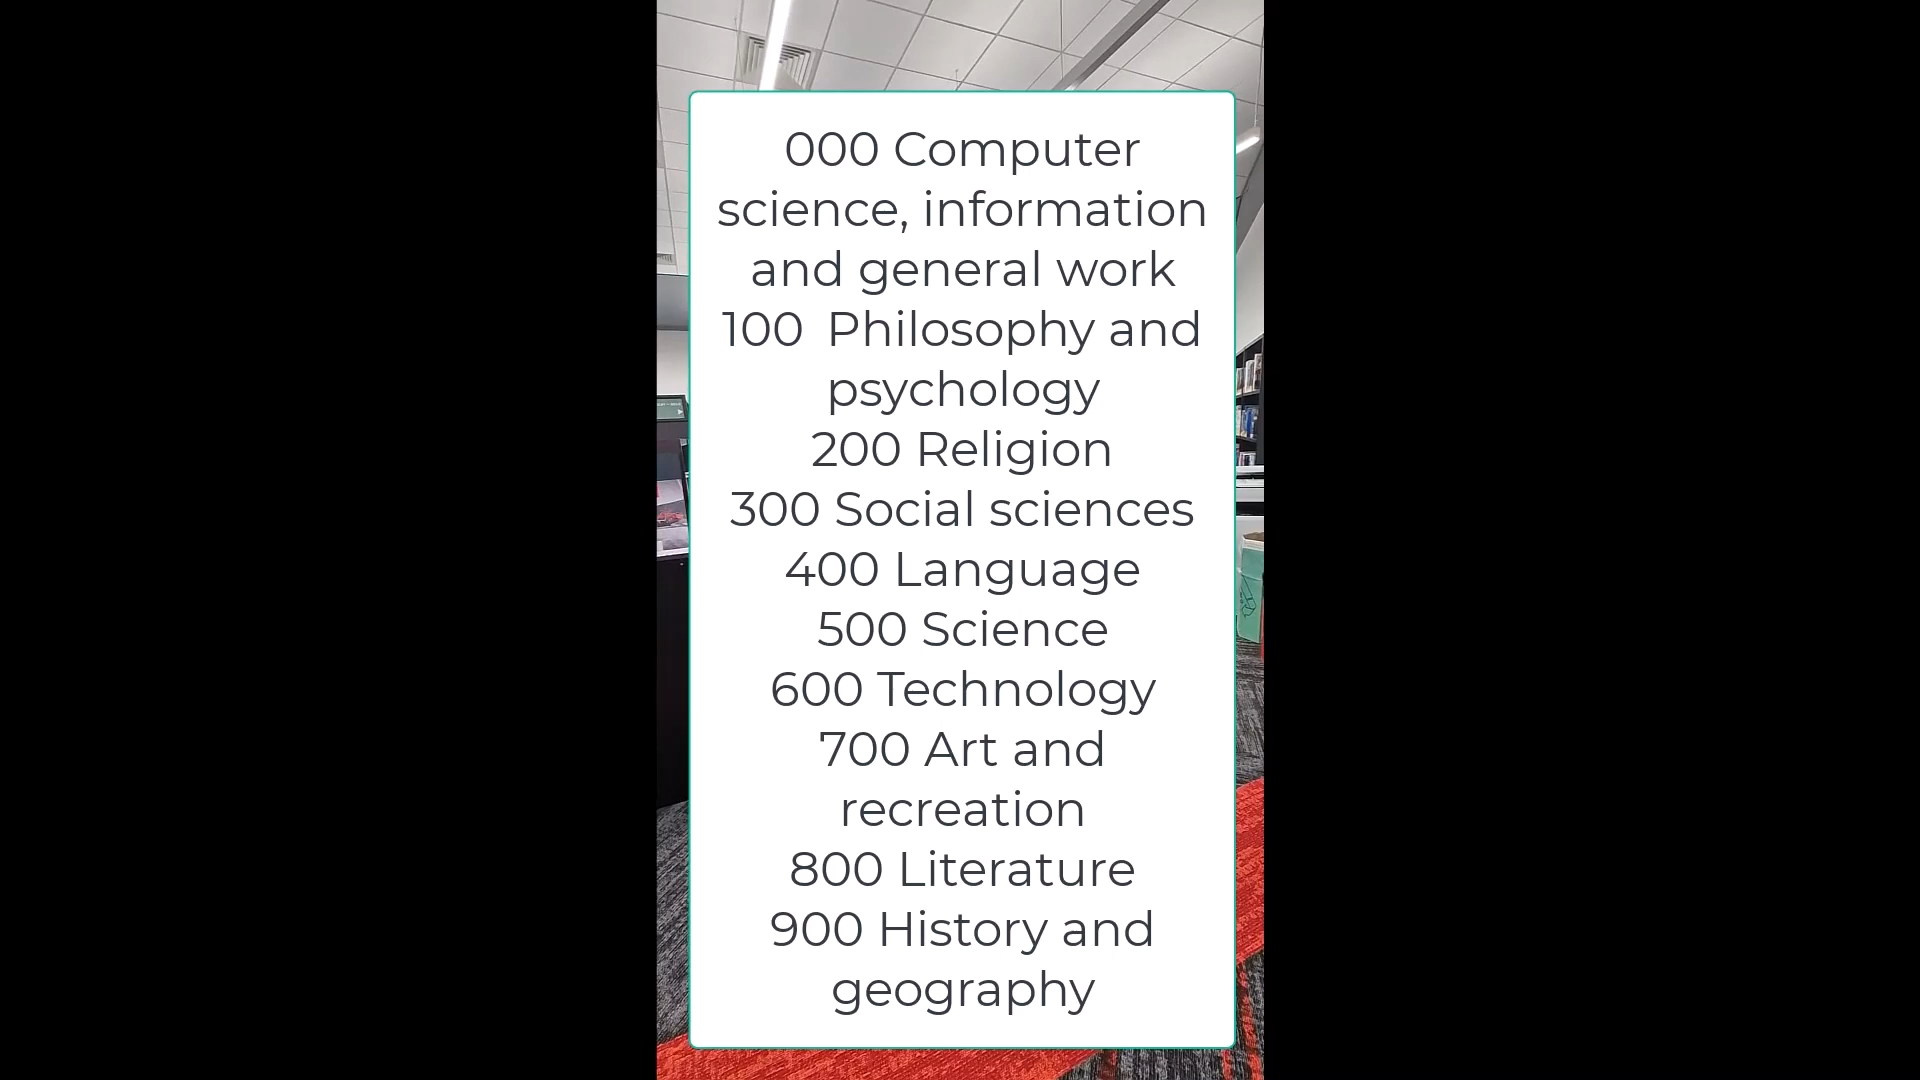 000 Computer
science, information
and general work
100 Philosophy and
psychology
200 Religion
300 Social sciences
400 Language
500 Science
600 Technology
700 Art and
recreation
800 Literature
900 History and
geography